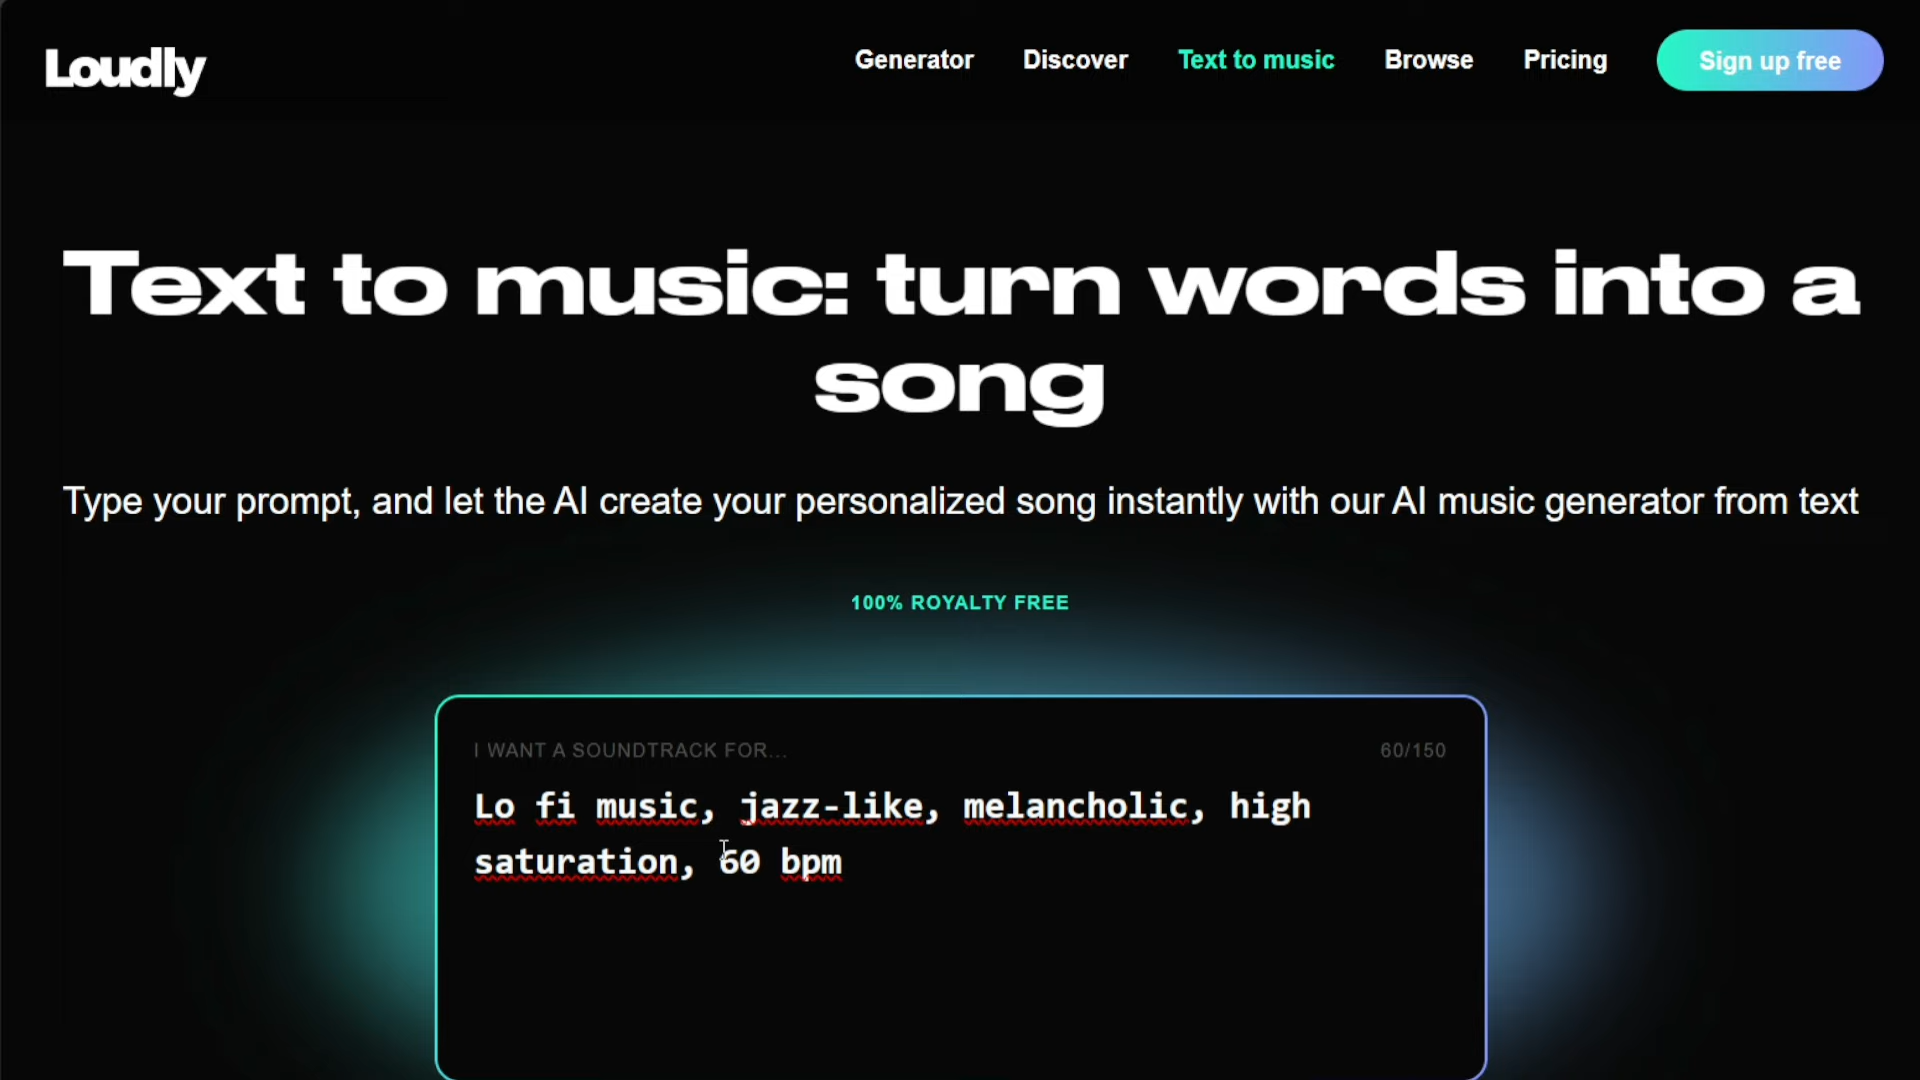 Loudly
Generator Discover Text to music Browse Pricing Sign up free
Text to music: turn words into a
song
Type your prompt, and let the AI create your personalized song instantly with our AI music generator from text
100% ROYALTY FREE
I WANT A SOUNDTRACK FOR... 60/150
Lo fi music, jazz-like, melancholic, high
saturation, 60 bpm